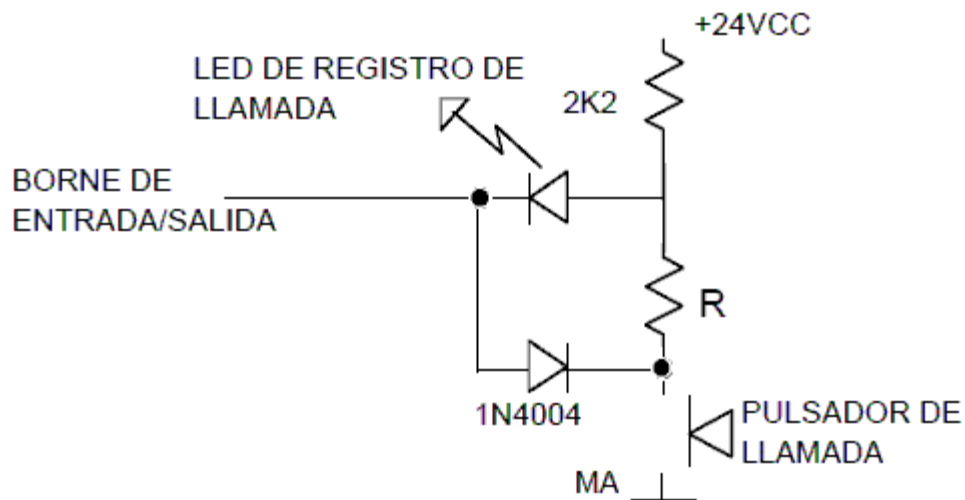 +24VCC
LED DE REGISTRO DE
LLAMADA
2K2
BORNE DE
ENTRADA/SALIDA
R
1N4004
PULSADOR DE
LLAMADA
MA